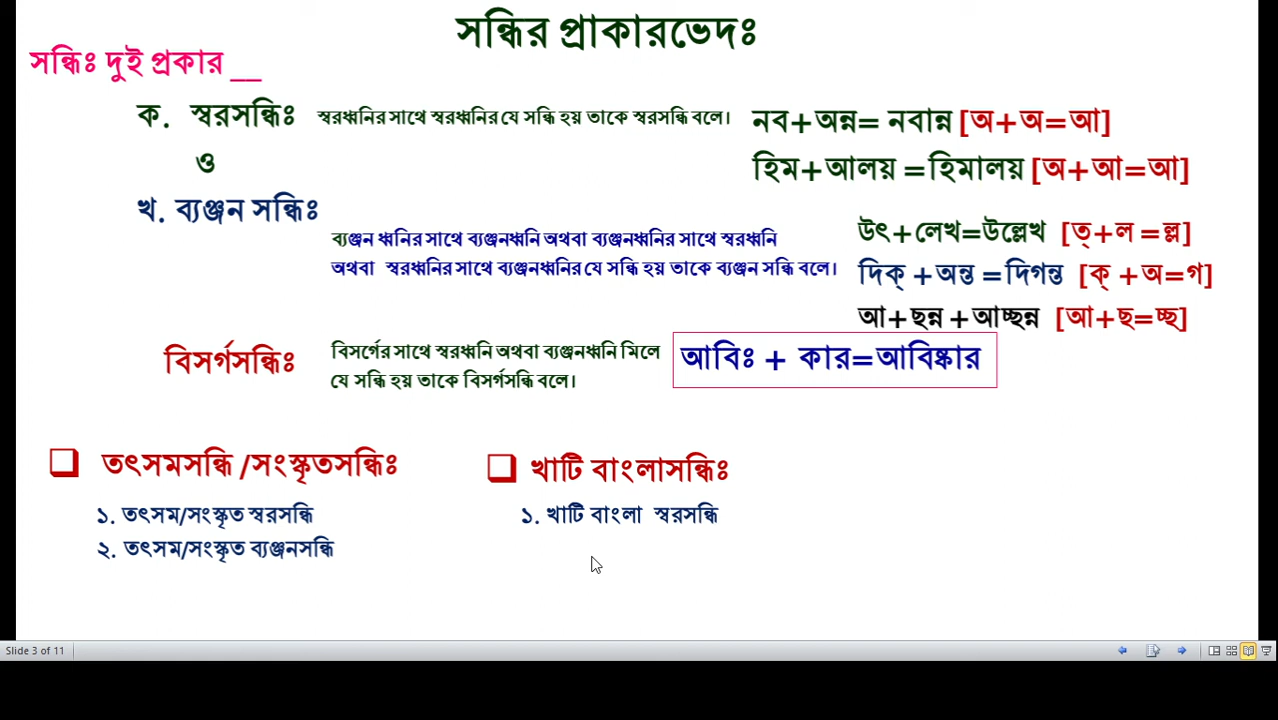 সন্ধির প্রাকারভেদঃ
সন্ধিঃ দুই প্রকার __
ক. স্বরসন্ধিঃ স্বরধ্বনির সাথে স্বরধ্বনির যে সন্ধি হয় তাকে স্বরসন্ধি বলে। নব+অন্ন= নবান্ন [অ+অ=আ]
ও
হিম+আলয় =হিমালয় [অ+আ=আ]
খ. ব্যঞ্জন সন্ধিঃ
ব্যঞ্জন ধ্বনির সাথে ব্যঞ্জনধ্বনি অথবা ব্যঞ্জনধ্বনির সাথে স্বরধ্বনি
অথবা স্বরধ্বনির সাথে ব্যঞ্জনধ্বনির যে সন্ধি হয় তাকে ব্যঞ্জন সন্ধি বলে।
উৎ+লেখ=উল্লেখ [ত্+ল =ল্ল]
দিক্ +অন্ত =দিগন্ত [ক্ +অ=গ]
আ+ছন্ন +আচ্ছন্ন [আ+ছ=চ্ছ]
বিসর্গসন্ধিঃ
বিসর্গের সাথে স্বরধ্বনি অথবা ব্যঞ্জনধ্বনি মিলে
যে সন্ধি হয় তাকে বিসর্গসন্ধি বলে।
আবিঃ + কার=আবিষ্কার
তৎসমসন্ধি /সংস্কৃতসন্ধিঃ
১. তৎসম/সংস্কৃত স্বরসন্ধি
২. তৎসম/সংস্কৃত ব্যঞ্জনসন্ধি
খাটি বাংলাসন্ধিঃ
১. খাটি বাংলা স্বরসন্ধি
Slide 3 of 11